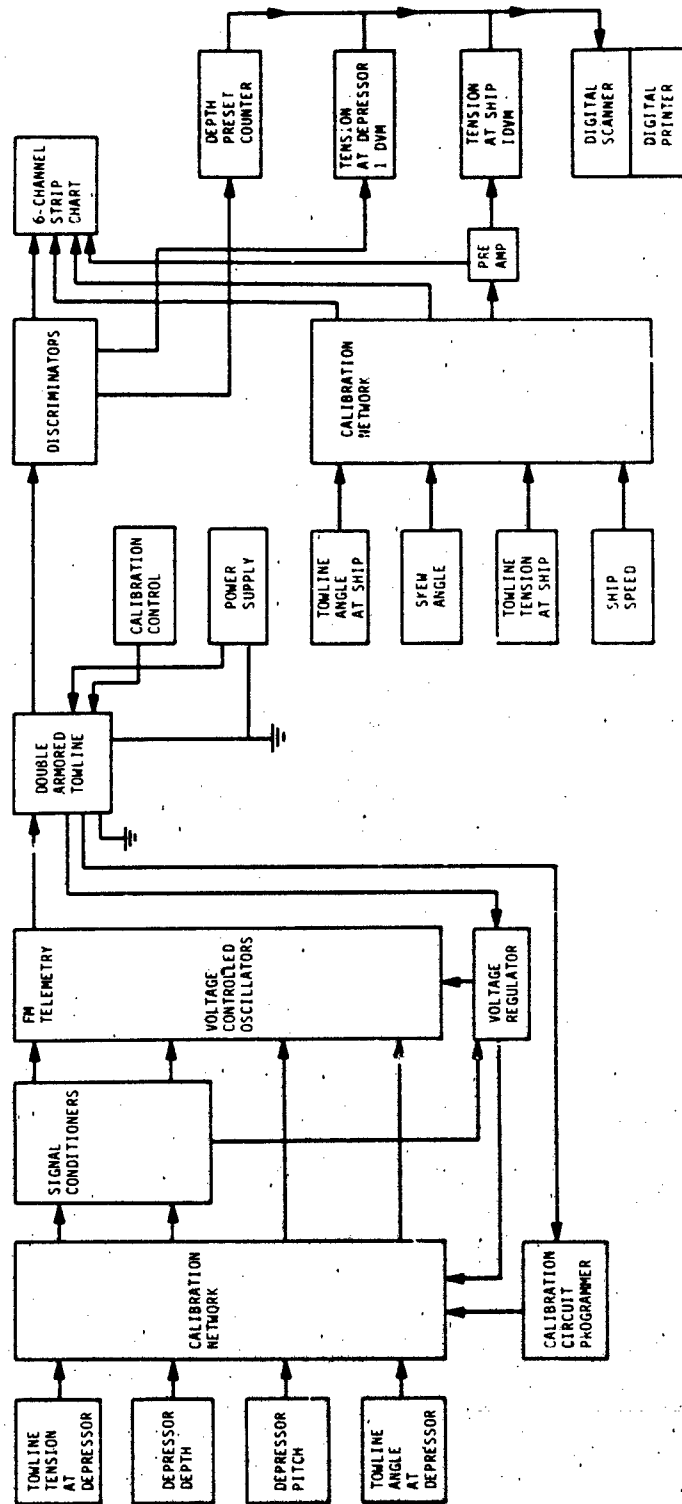 TOWLINE
TENSION
AT
DEPRESSOR
DEPRESSOR
DEPTH
DEPRESSOR
PITCH
TOWLINE
ANGLE
AT
DEPRESSOR
CALIBRATION
NETWORK
CALIBRATION
CIRCUIT
PROGRAMMER
SIGNAL
CONDITIONERS
FM
TELEMETRY
VOLTAGE
CONTROLLED
OSCILLATORS
VOLTAGE
REGULATOR
DOUBLE
ARMORED
TOWLINE
CALIBRATION
CONTROL
POWER
SUPPLY
DISCRIMINATORS
6-CHANNEL
STRIP
CHART
TOWLINE
ANGLE
AT SHIP
SKEW
ANGLE
TOWLINE
TENSION
AT SHIP
SHIP
SPEED
CALIBRATION
NETWORK
PRE
AMP
DEPTH
PRESET
COUNTER
TENSION
AT DEPRESSOR
1 DVM
TENSION
AT SHIP
IDVM
DIGITAL
SCANNER
DIGITAL
PRINTER